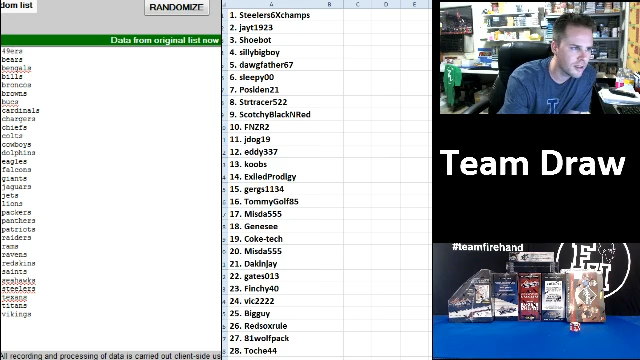 dom list
RANDOMIZE
Data from original list now
49ers
bears
bengals
bills
broncos
browns
bucs
cardinals
chargers
chiefs
colts
cowboys
dolphins
eagles
falcons
giants
jaguars
jets
lions
packers
panthers
patriots
raiders
rams
ravens
redskins
saints
seahawks
steelers
texans
titans
vikings
All recording and processing of data is carried out client-side us
A B C D E
1. Steelers6Xchamps
2. jayt1923
3. Shoebot
4. sillybigboy
5. dawgfather67
6. sleepy00
7. Poslden21
8. Strtracer522
9. ScotchyBlackNRed
10. FNZR2
11. jdog19
12. eddy337
13. koobs
14. ExiledProdigy
15. gergs1134
16. TommyGolf85
17. Misda555
18. Genesee
19. Coke-tech
20. Misda555
21. DakInJay
22. gates013
23. Finchy40
24. vic2222
25. Bigguy
26. Redsoxrule
27. 81wolfpack
28. Toche44
Team Draw
#teamfirehand